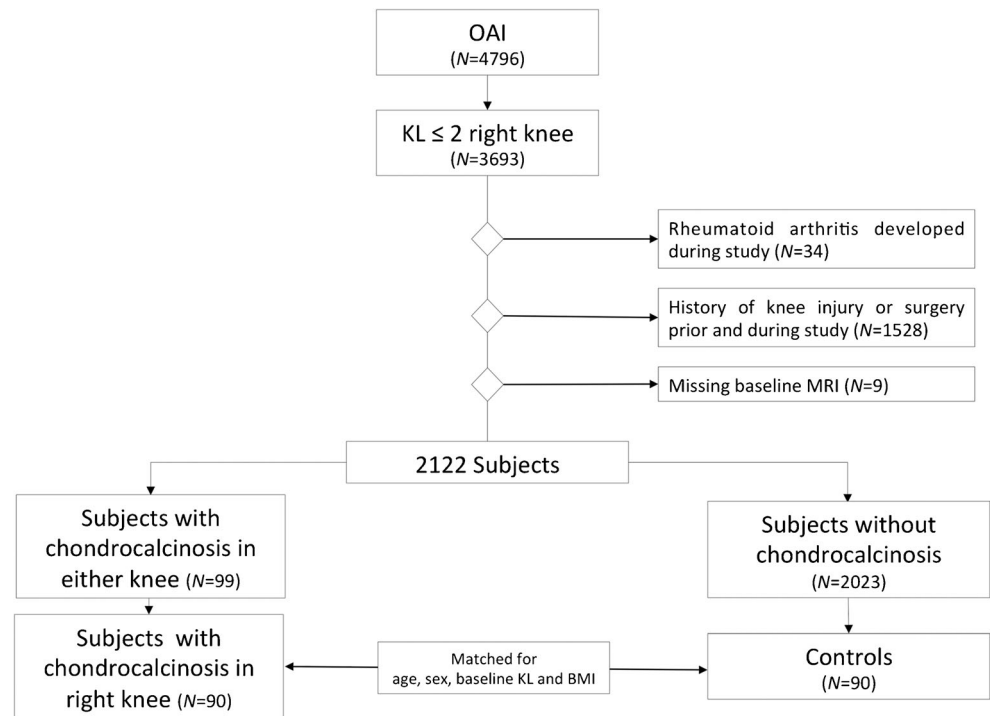 OAI
(N=4796)
KL ≤ 2 right knee
(N=3693)
Rheumatoid arthritis developed
during study (N=34)
History of knee injury or surgery
prior and during study (N=1528)
Missing baseline MRI (N=9)
2122 Subjects
Subjects with
chondrocalcinosis in
either knee (N=99)
Subjects without
chondrocalcinosis
(N=2023)
Subjects with
chondrocalcinosis in
right knee (N=90)
Matched for
age, sex, baseline KL and BMI
Controls
(N=90)